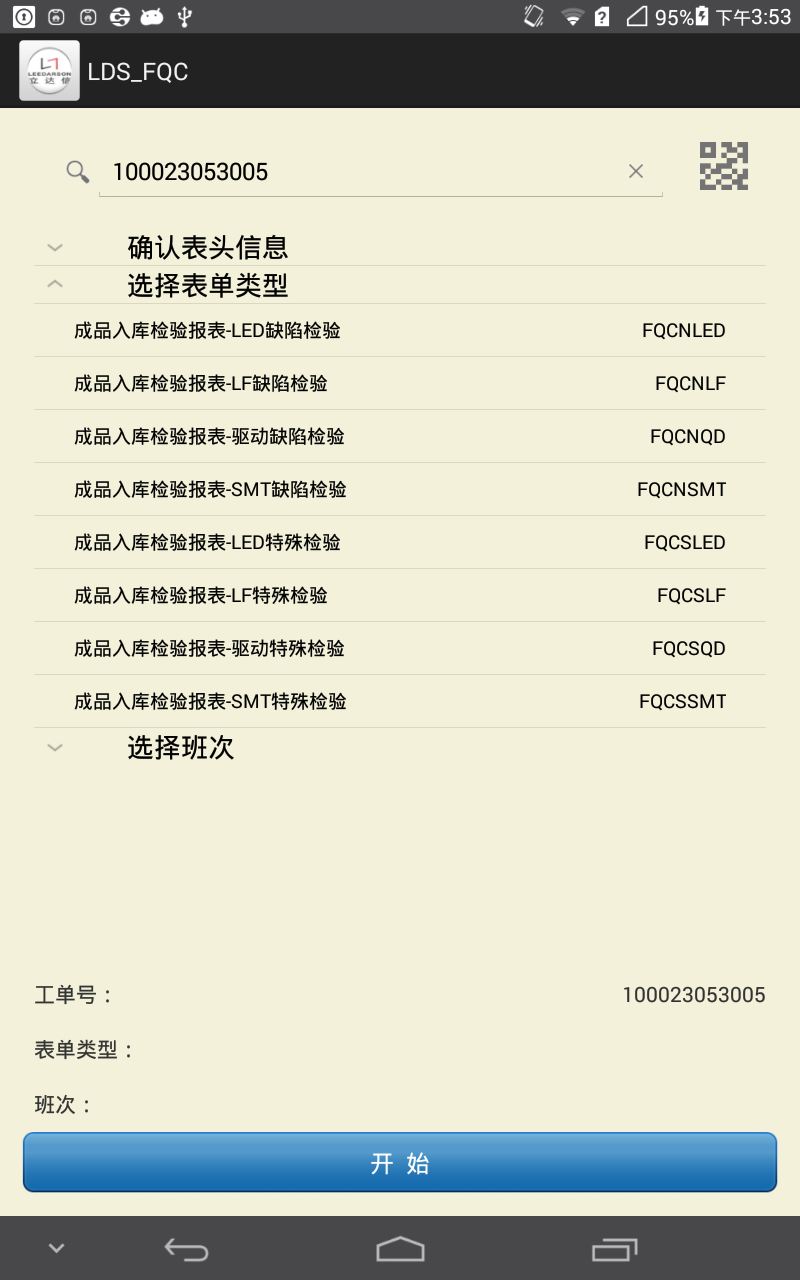 95% 下午3:53
LEEDARSON
立达信
LDS_FQC
100023053005
确认表头信息
选择表单类型
成品入库检验报表-LED缺陷检验 FQCNLED
成品入库检验报表-LF缺陷检验 FQCNLF
成品入库检验报表-驱动缺陷检验 FQCNQD
成品入库检验报表-SMT缺陷检验 FQCNSMT
成品入库检验报表-LED特殊检验 FQCSLED
成品入库检验报表-LF特殊检验 FQCSLF
成品入库检验报表-驱动特殊检验 FQCSQD
成品入库检验报表-SMT特殊检验 FQCSSMT
选择班次
工单号： 100023053005
表单类型：
班次：
开 始